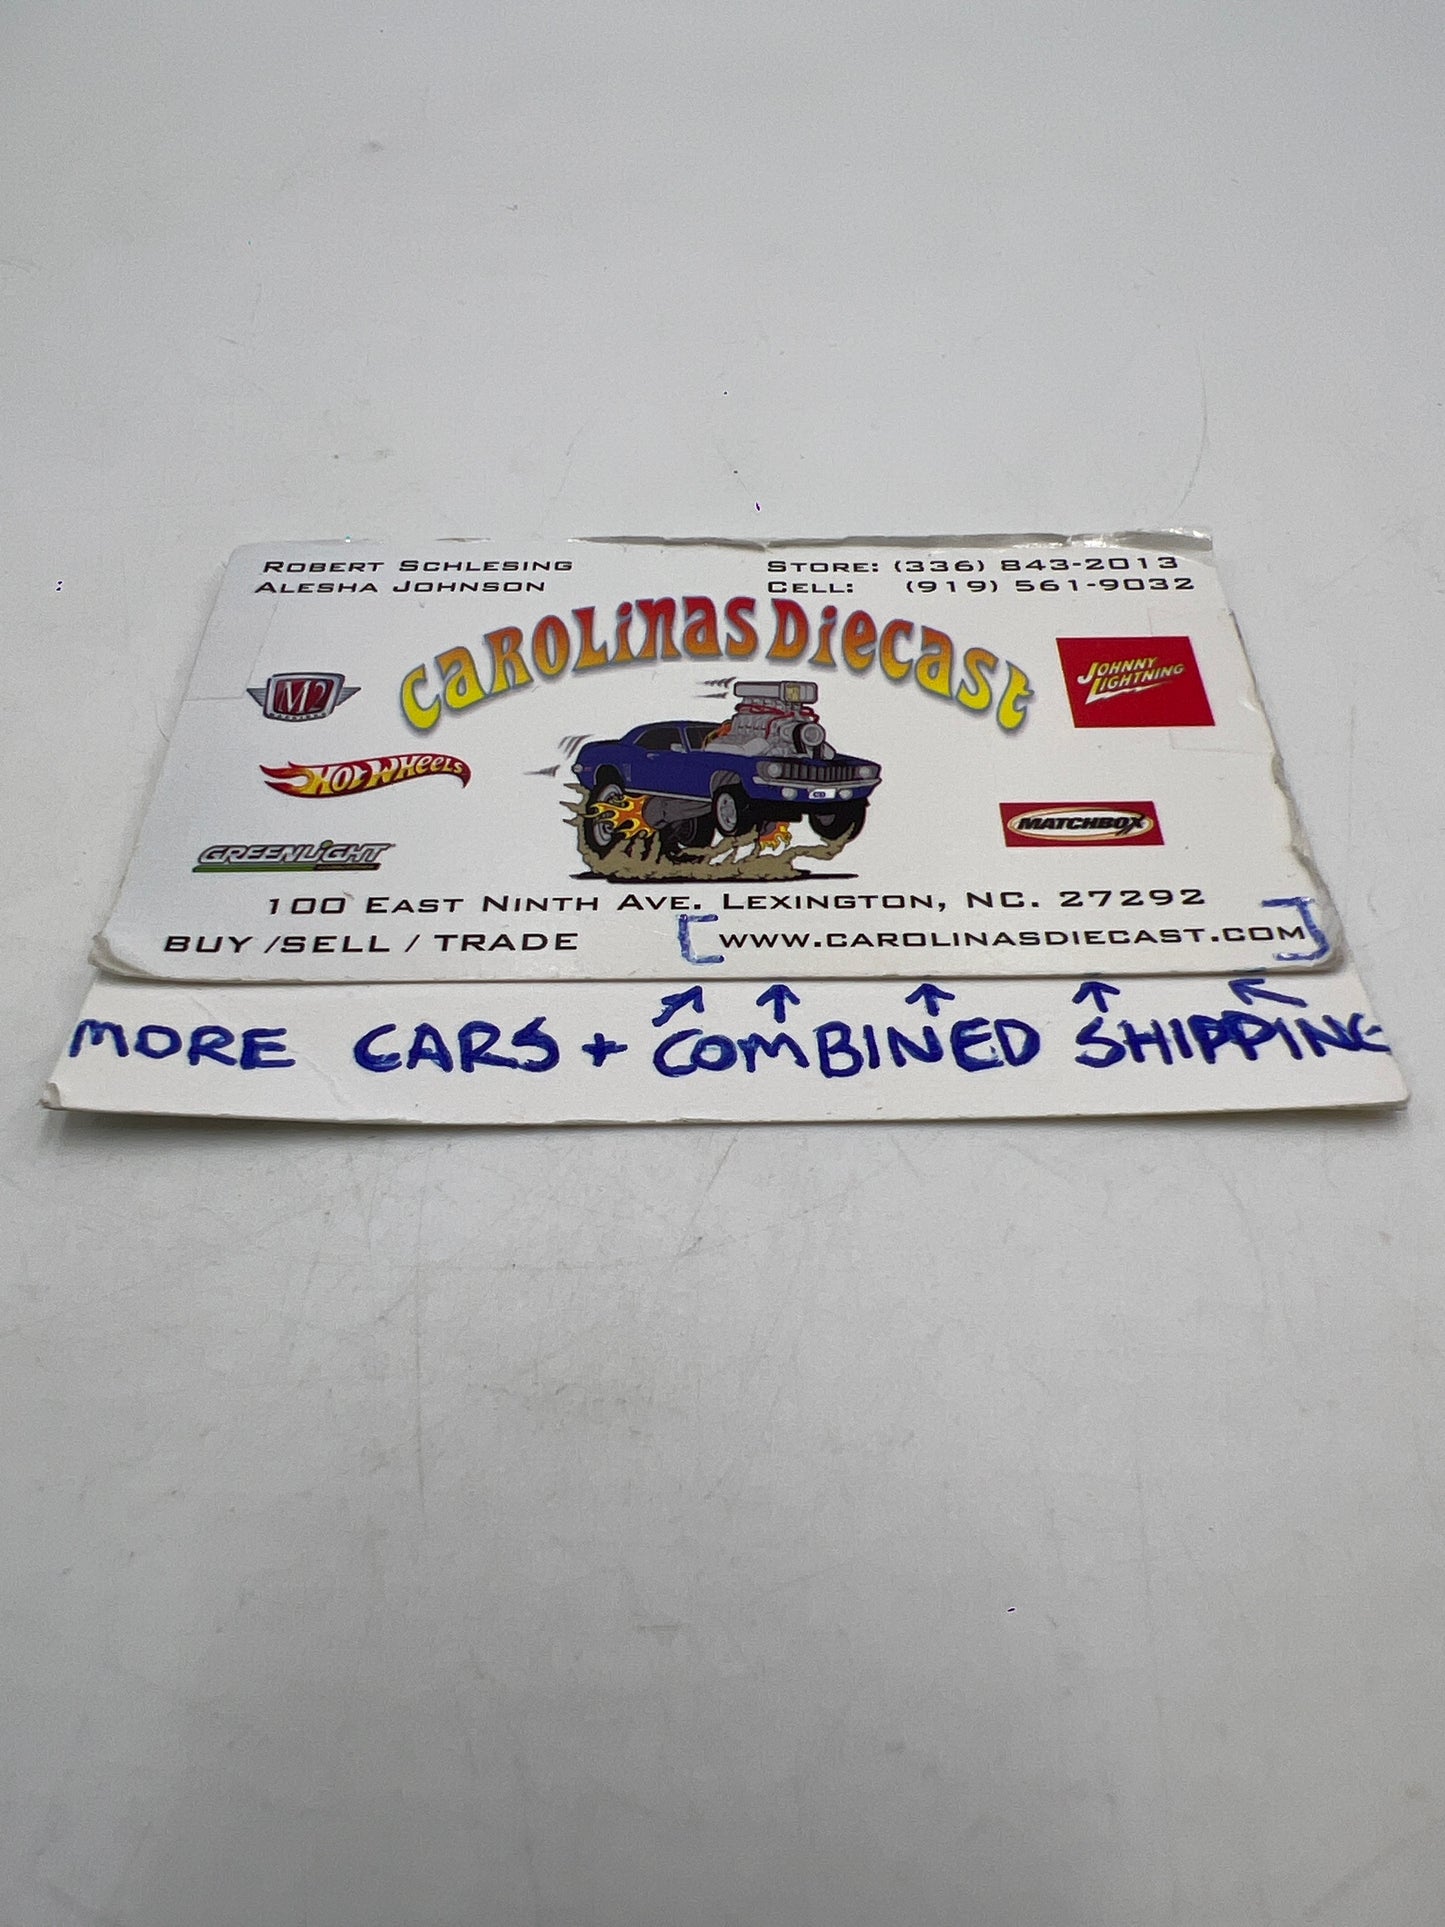 ROBERT SCHLESING
ALESHA JOHNSON
STORE: (336) 843-2013
CELL: (919) 561-9032
CAROLINAS DIECAST
M2
JOHNNY
LIGHTNING
HOT WHEELS
MATCHBOX
GREENLIGHT
100 EAST NINTH AVE. LEXINGTON, NC. 27292
BUY /SELL / TRADE
[WWW.CAROLINASDIECAST.COM]
MORE CARS + COMBINED SHIPPING